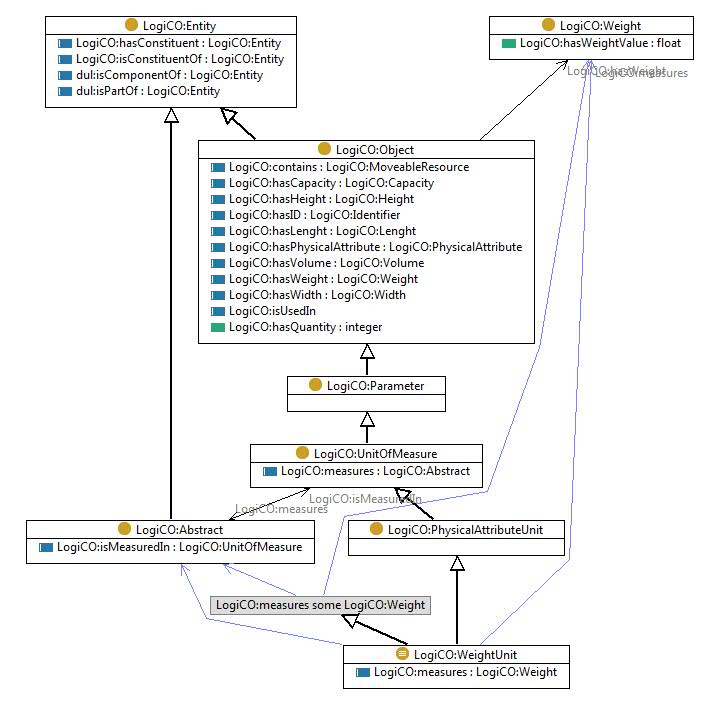 LogiCO:Entity
LogiCO:hasConstituent : LogiCO:Entity
LogiCO:isConstituentOf : LogiCO:Entity
dul:isComponentOf : LogiCO:Entity
dul:isPartOf : LogiCO:Entity
LogiCO:Weight
LogiCO:hasWeightValue : float
LogiCO:hasWeight
LogiCO:measures
LogiCO:Object
LogiCO:contains : LogiCO:MoveableResource
LogiCO:hasCapacity : LogiCO:Capacity
LogiCO:hasHeight : LogiCO:Height
LogiCO:hasID : LogiCO:Identifier
LogiCO:hasLenght : LogiCO:Lenght
LogiCO:hasPhysicalAttribute : LogiCO:PhysicalAttribute
LogiCO:hasVolume : LogiCO:Volume
LogiCO:hasWeight : LogiCO:Weight
LogiCO:hasWidth : LogiCO:Width
LogiCO:isUsedIn
LogiCO:hasQuantity : integer
LogiCO:Parameter
LogiCO:UnitOfMeasure
LogiCO:measures : LogiCO:Abstract
LogiCO:isMeasuredIn
LogiCO:measures
LogiCO:Abstract
LogiCO:isMeasuredIn : LogiCO:UnitOfMeasure
LogiCO:PhysicalAttributeUnit
LogiCO:measures some LogiCO:Weight
LogiCO:WeightUnit
LogiCO:measures : LogiCO:Weight